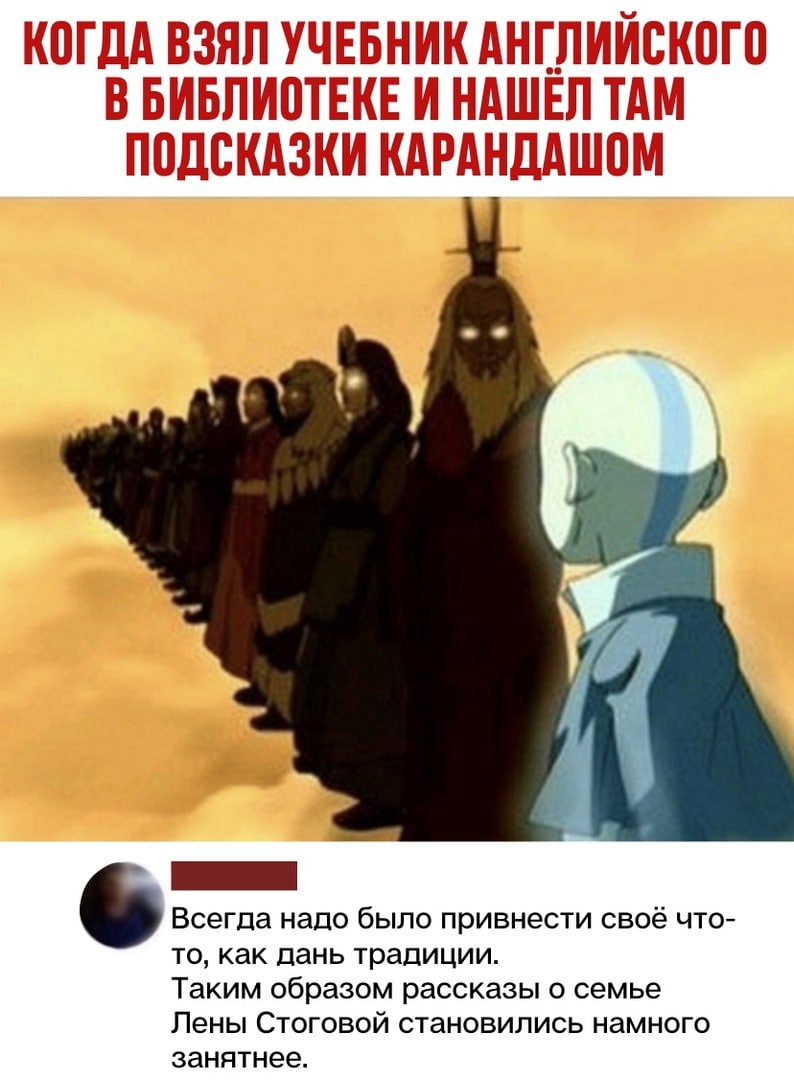 КОГДА ВЗЯЛ УЧЕБНИК АНГЛИЙСКОГО
В БИБЛИОТЕКЕ И НАШЁЛ ТАМ
ПОДСКАЗКИ КАРАНДАШОМ
Всегда надо было привнести своё что-
то, как дань традиции.
Таким образом рассказы о семье
Лены Стоговой становились намного
занятнее.